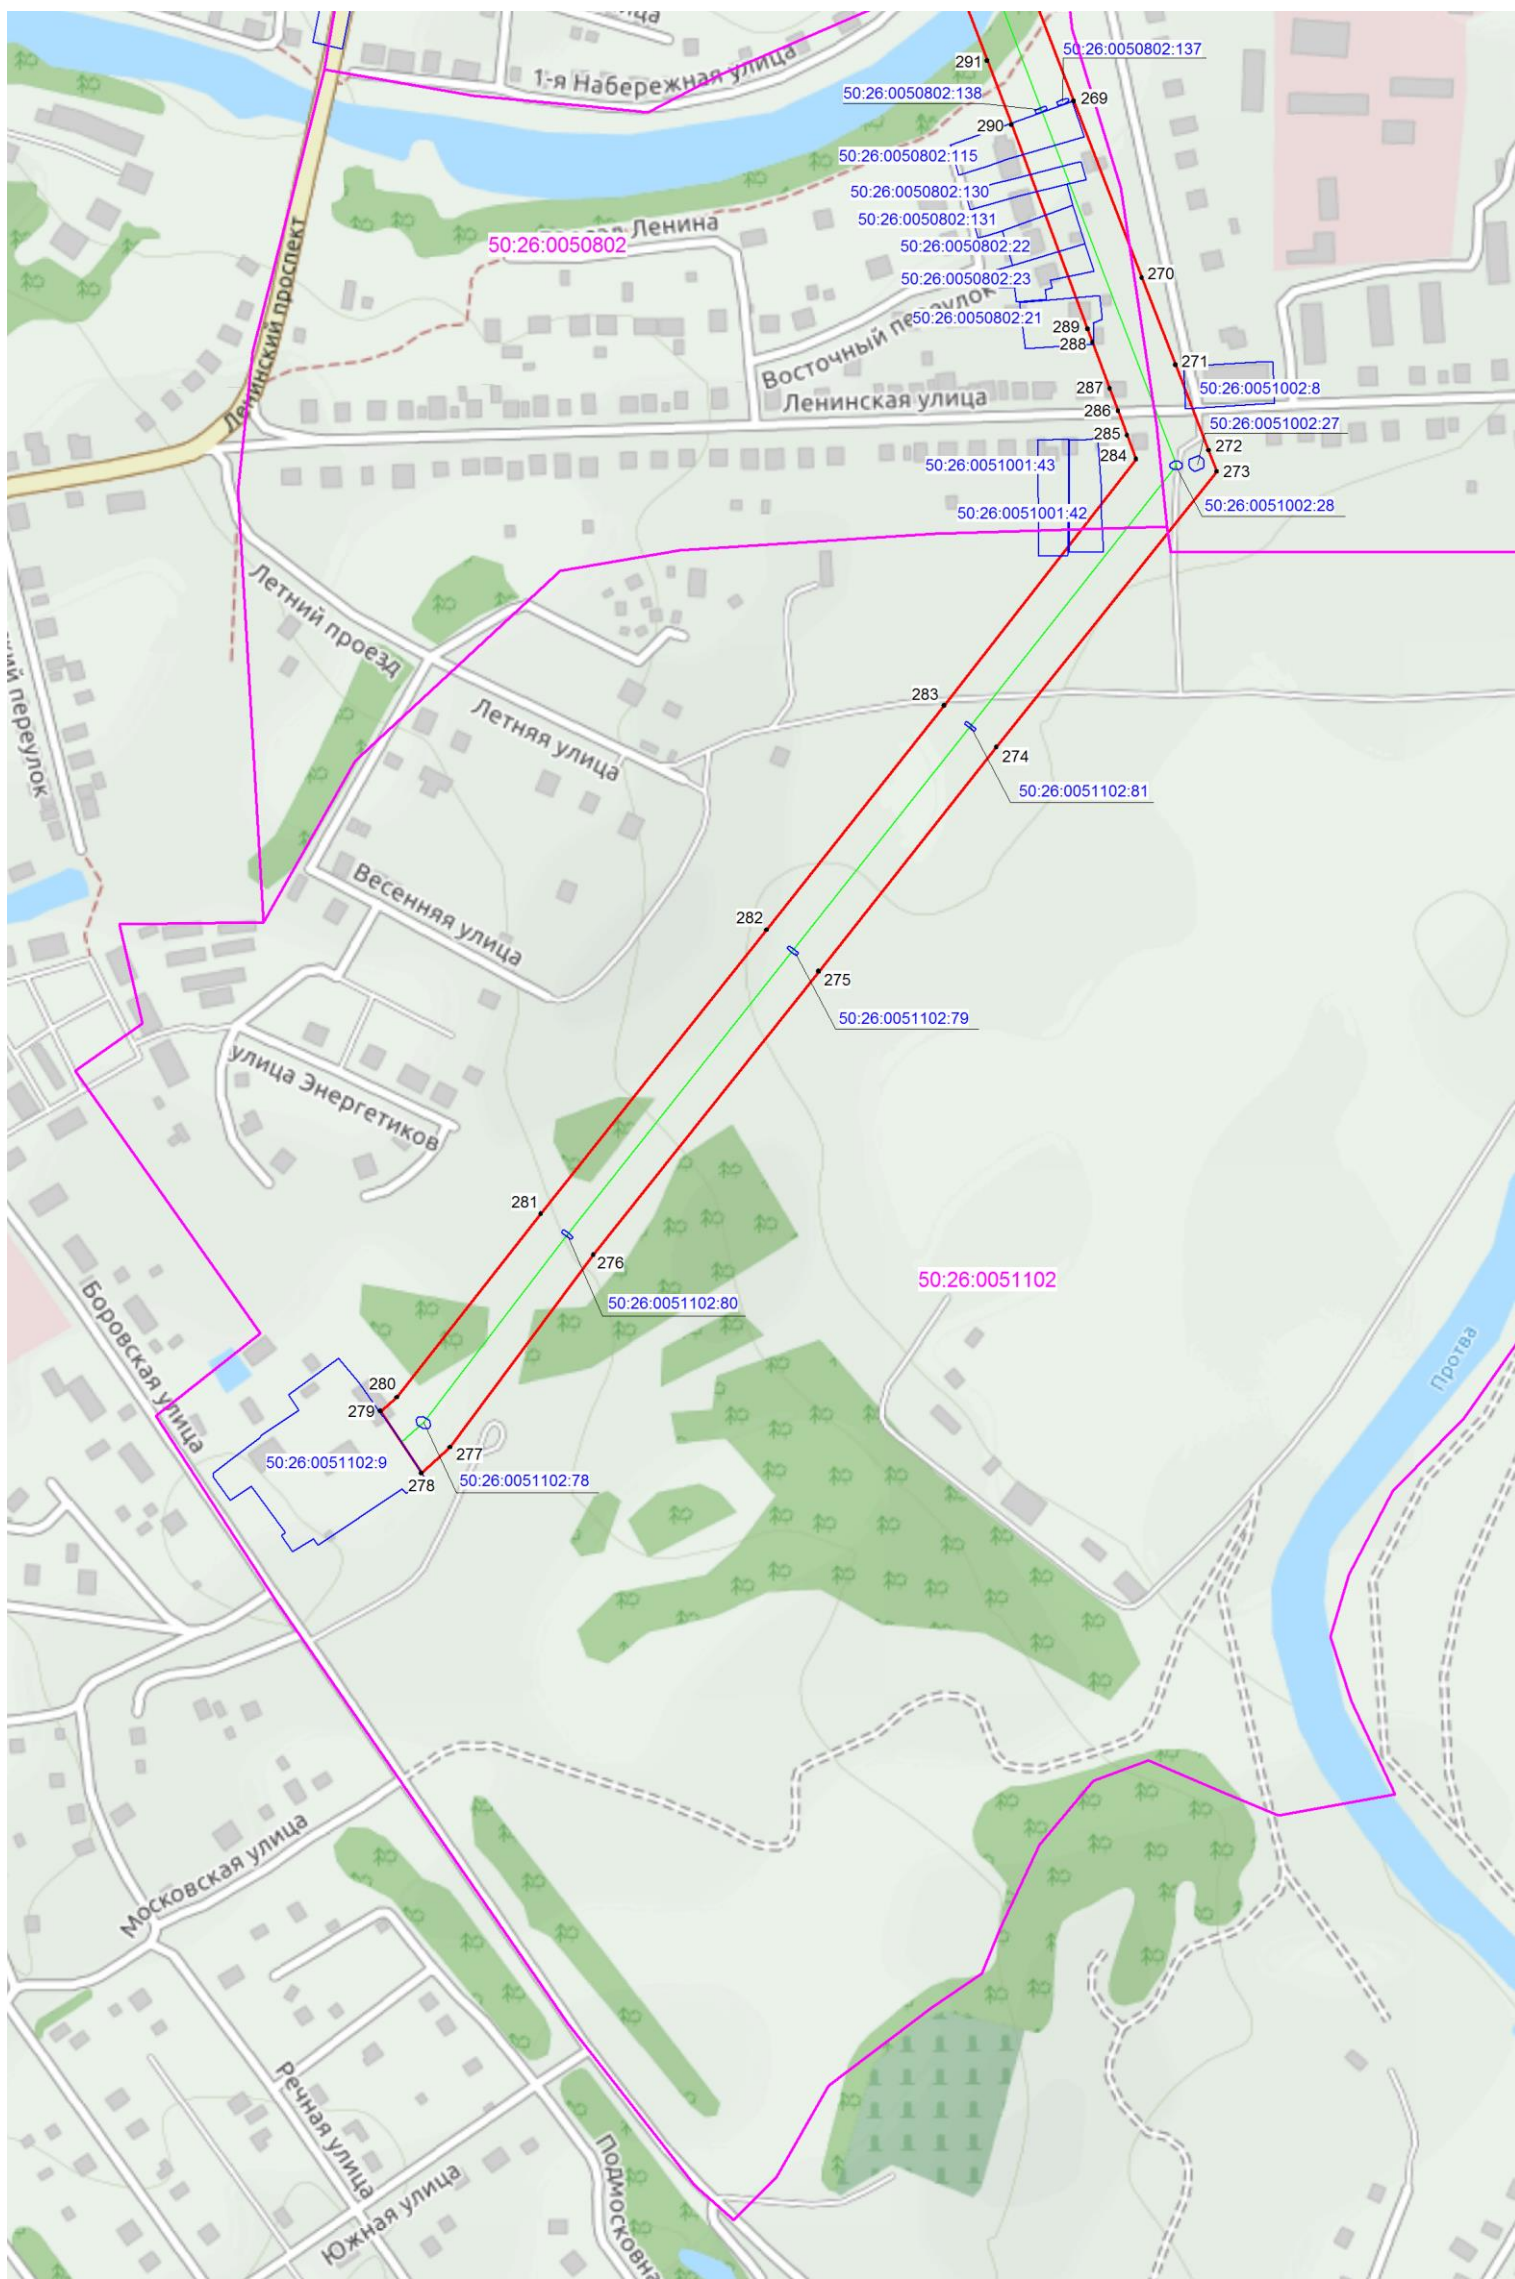 1-я Набережная улица
291
50:26:0050802:137
50:26:0050802:138
269
290
50:26:0050802:115
50:26:0050802:130
50:26:0050802:131
50:26:0050802:22
50:26:0050802:23
50:26:0050802:21
Ленина
50:26:0050802
Ленинский проспект
270
289
288
Восточный переулок
271
287
50:26:0051002:8
Ленинская улица
286
50:26:0051002:27
285
272
284
273
50:26:0051001:43
50:26:0051002:28
50:26:0051001:42
Летний проезд
переулок
283
Летняя улица
274
50:26:0051102:81
Весенняя улица
282
275
50:26:0051102:79
улица Энергетиков
281
276
50:26:0051102
50:26:0051102:80
Боровская улица
Протва
280
279
277
50:26:0051102:9
278
50:26:0051102:78
Московская улица
Речная улица
Южная улица